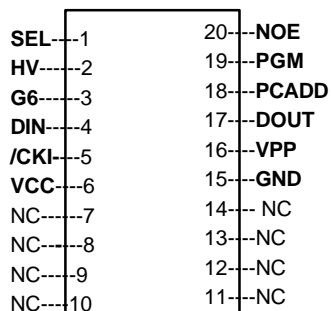 SEL----1
HV----2
G6----3
DIN----4
/CKI----5
VCC----6
NC----7
NC----8
NC----9
NC----10
20----NOE
19----PGM
18----PCADD
17----DOUT
16----VPP
15----GND
14---- NC
13----NC
12----NC
11----NC